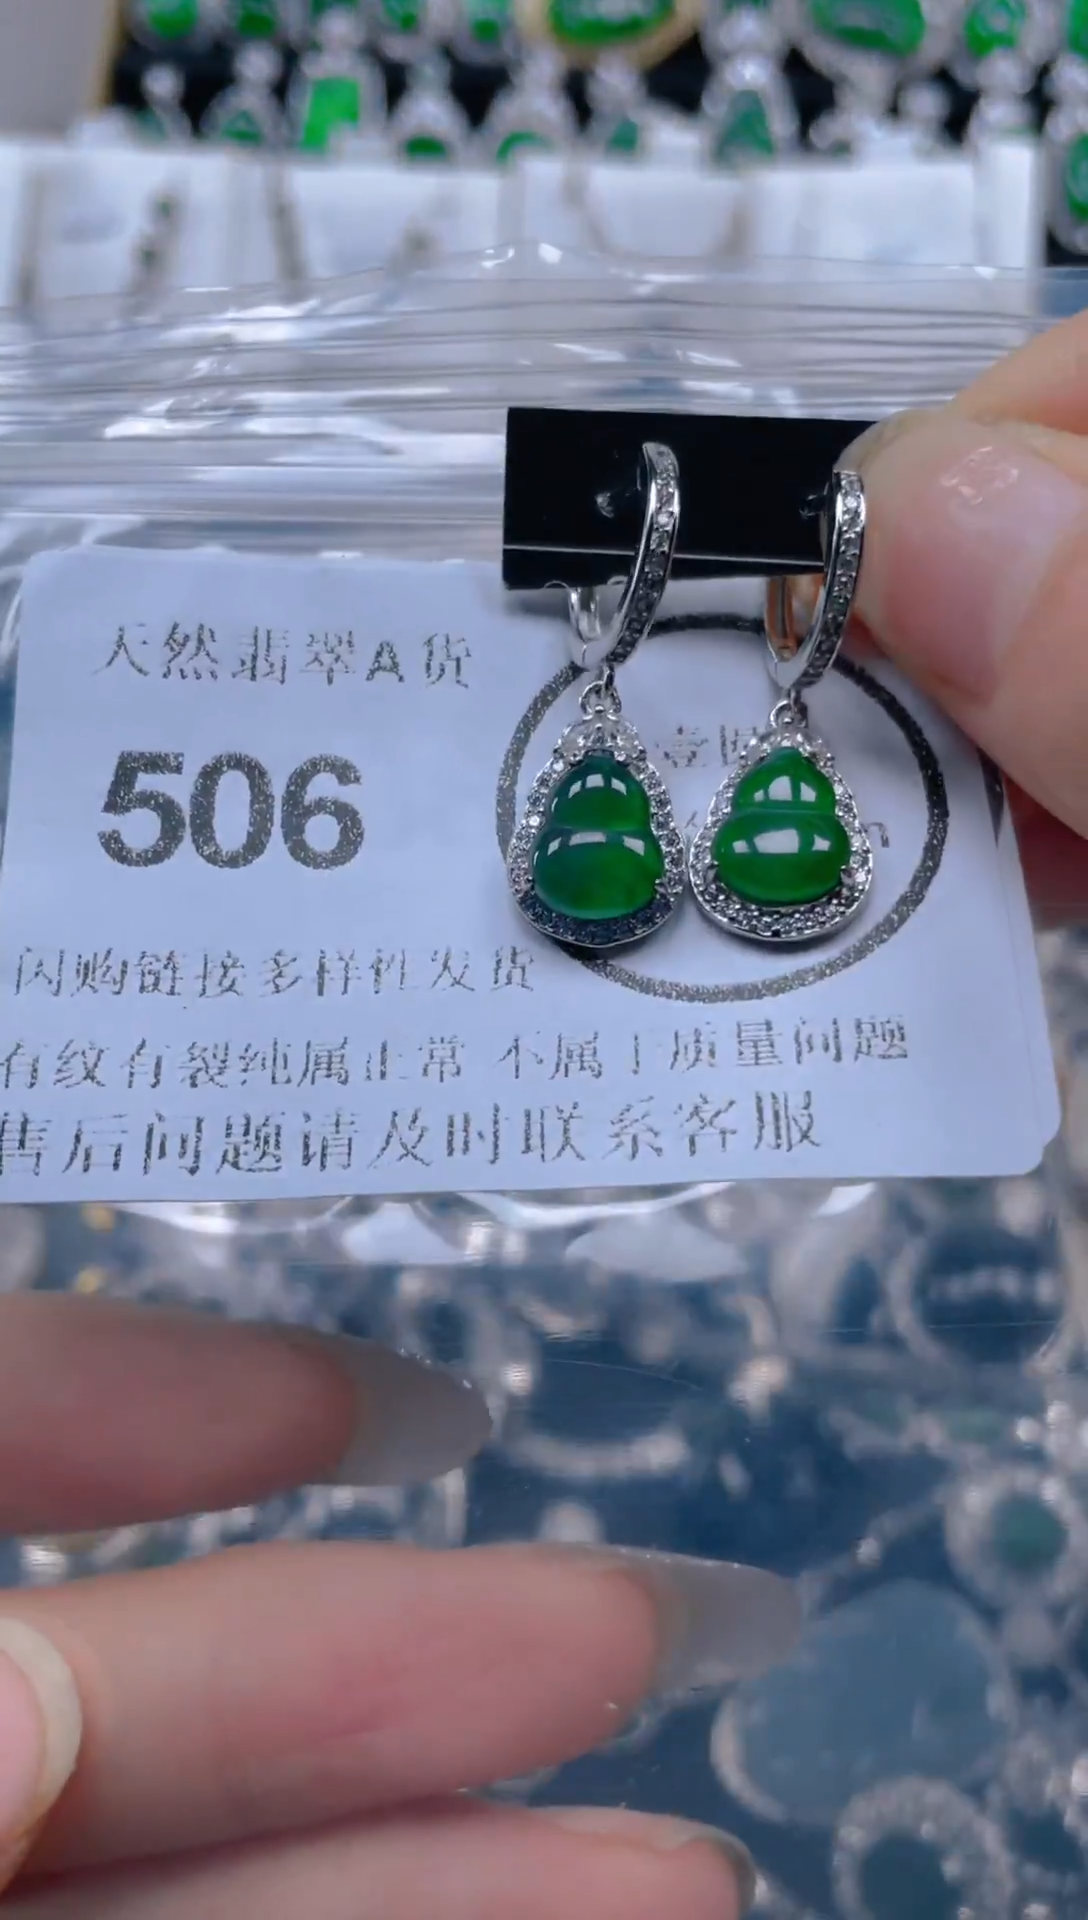 天然翡翠A货
506
闪购链接多样性发货
有纹有裂纯属正常 不属于质量问题
售后问题请及时联系客服